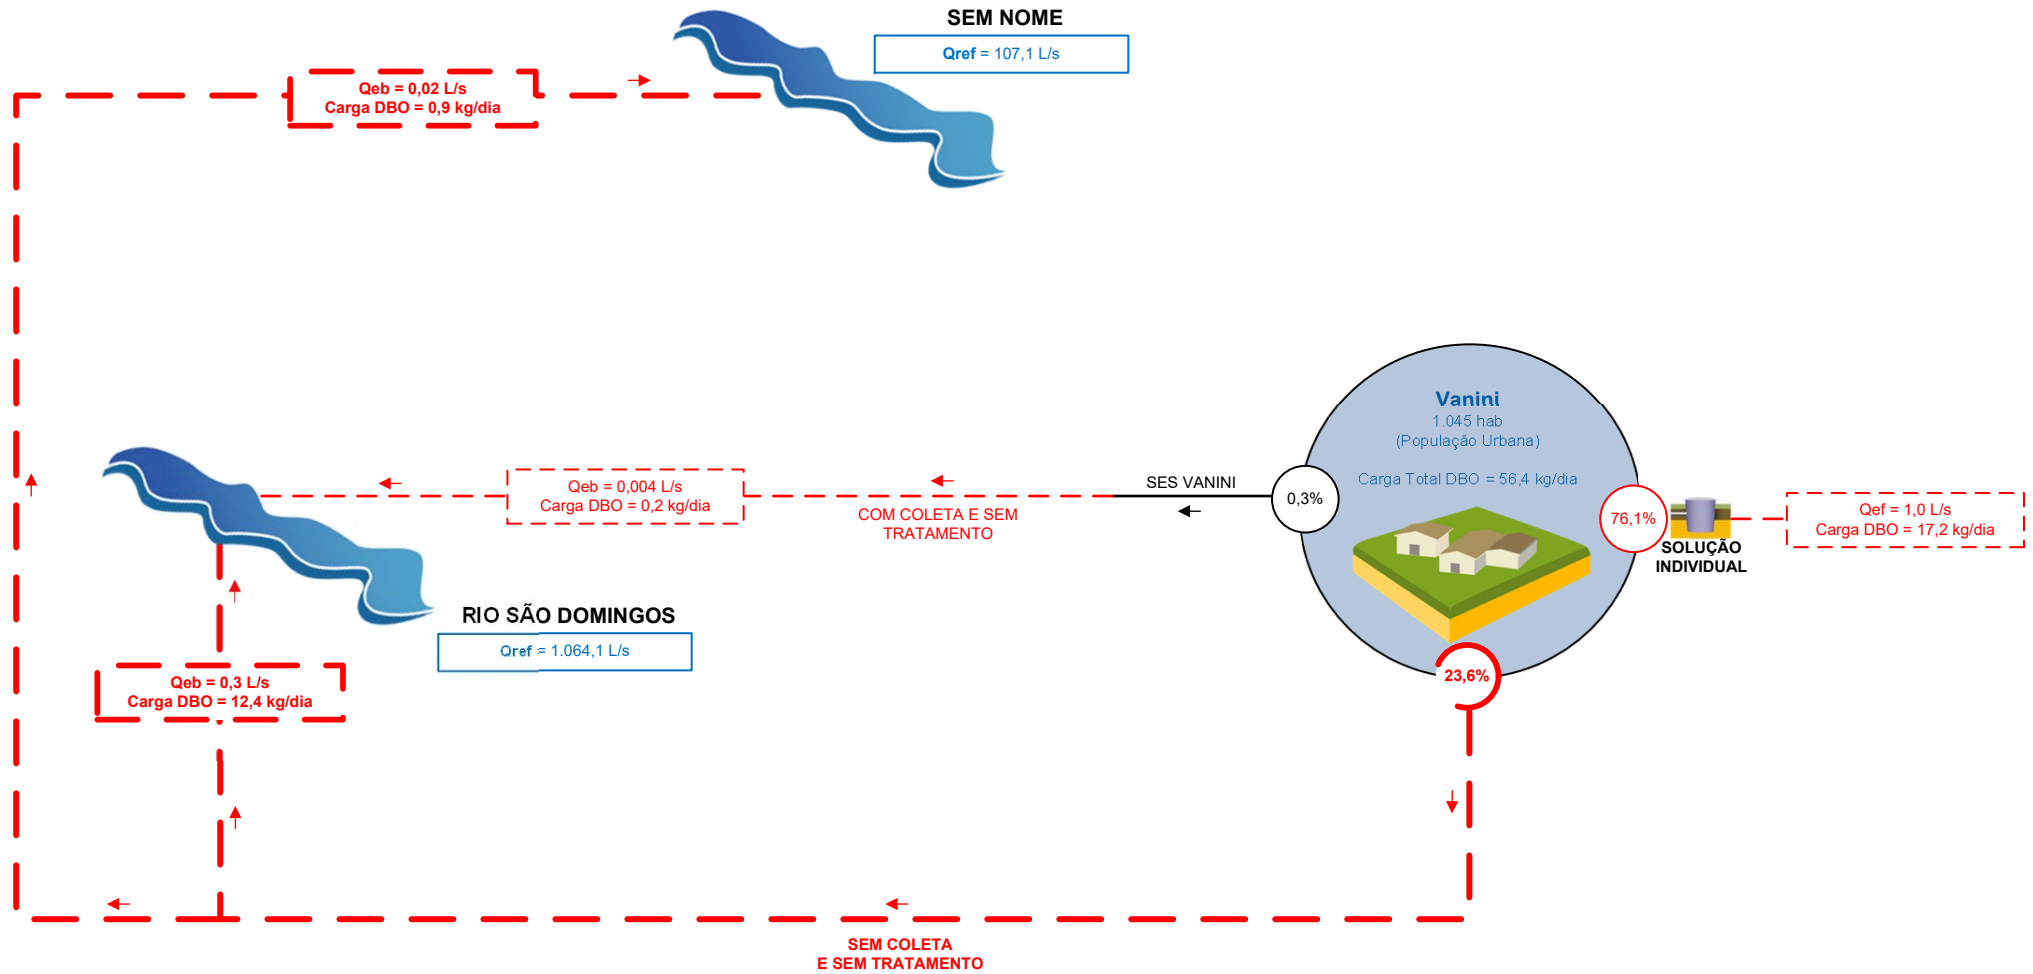 SEM NOME
Qref = 107,1 L/s
Qeb = 0,02 L/s
Carga DBO = 0,9 kg/dia
Vanini
1.045 hab
(População Urbana)
Carga Total DBO = 56,4 kg/dia
SES VANINI
0,3%
Qeb = 0,004 L/s
Carga DBO = 0,2 kg/dia
COM COLETA E SEM
TRATAMENTO
76,1%
SOLUÇÃO
INDIVIDUAL
Qef = 1,0 L/s
Carga DBO = 17,2 kg/dia
RIO SÃO DOMINGOS
Qref = 1.064,1 L/s
Qeb = 0,3 L/s
Carga DBO = 12,4 kg/dia
23,6%
SEM COLETA
E SEM TRATAMENTO